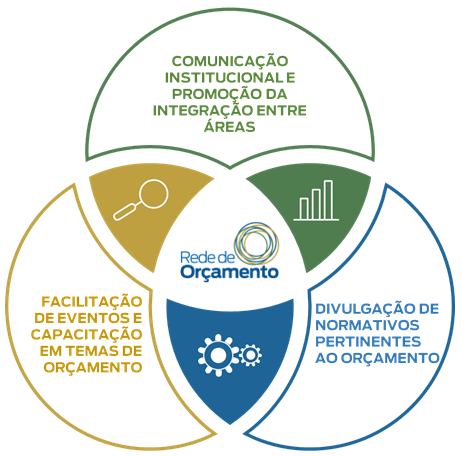 COMUNICAÇÃO
INSTITUCIONAL E
PROMOÇÃO DA
INTEGRAÇÃO ENTRE
ÁREAS
Rede de
Orçamento
FACILITAÇÃO
DE EVENTOS E
CAPACITAÇÃO
EM TEMAS DE
ORÇAMENTO
DIVULGAÇÃO DE
NORMATIVOS
PERTINENTES
AO ORÇAMENTO